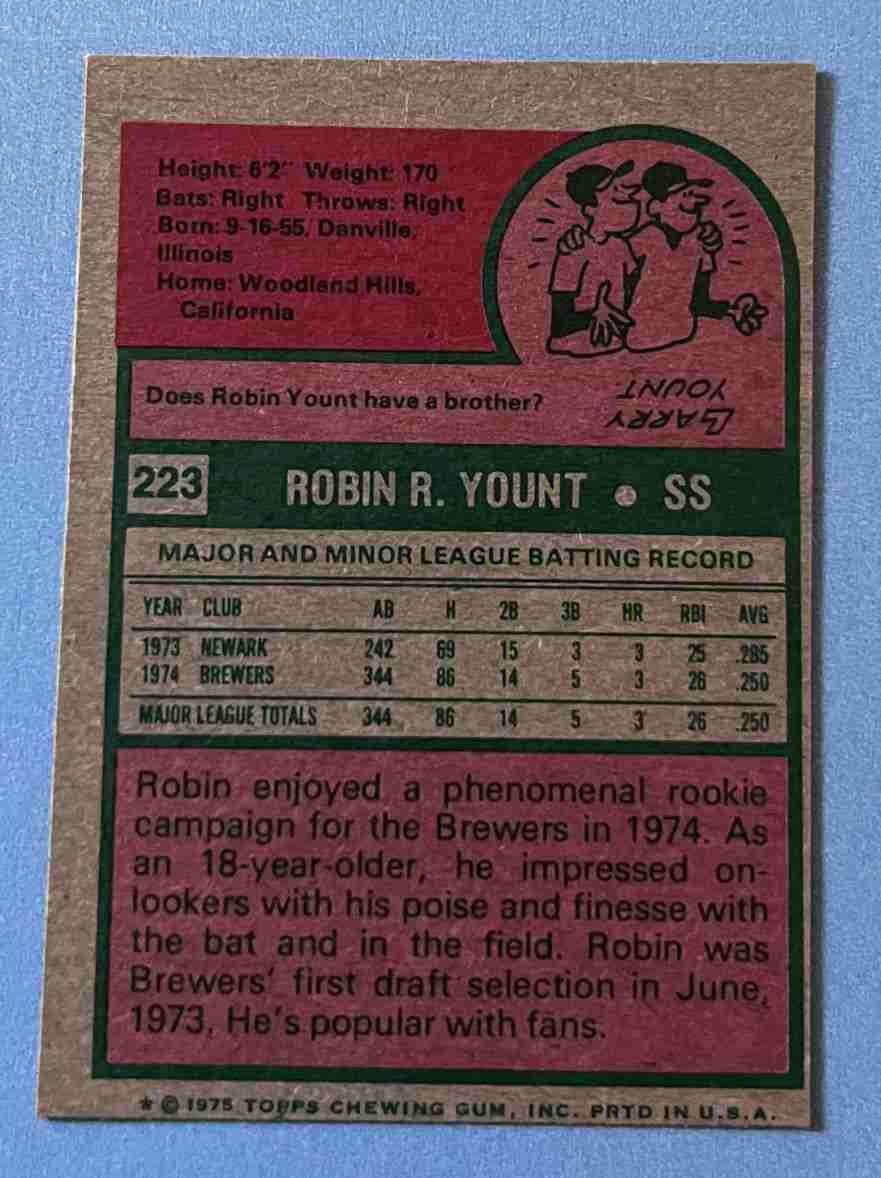 Height: 6'2" Weight: 170
Bats: Right Throws: Right
Born: 9-16-55, Danville,
Illinois
Home: Woodland Hills,
California
Does Robin Yount have a brother?
LARRY
YOUNT
223 ROBIN R. YOUNT • SS
MAJOR AND MINOR LEAGUE BATTING RECORD
YEAR CLUB AB H 2B 3B HR RBI AVG
1973 NEWARK 242 69 15 3 3 25 .285
1974 BREWERS 344 86 14 5 3 26 .250
MAJOR LEAGUE TOTALS 344 86 14 5 3 26 .250
Robin enjoyed a phenomenal rookie
campaign for the Brewers in 1974. As
an 18-year-older, he impressed on-
lookers with his poise and finesse with
the bat and in the field. Robin was
Brewers' first draft selection in June,
1973. He's popular with fans.
* © 1975 TOPPS CHEWING GUM, INC. PRTD IN U.S.A.